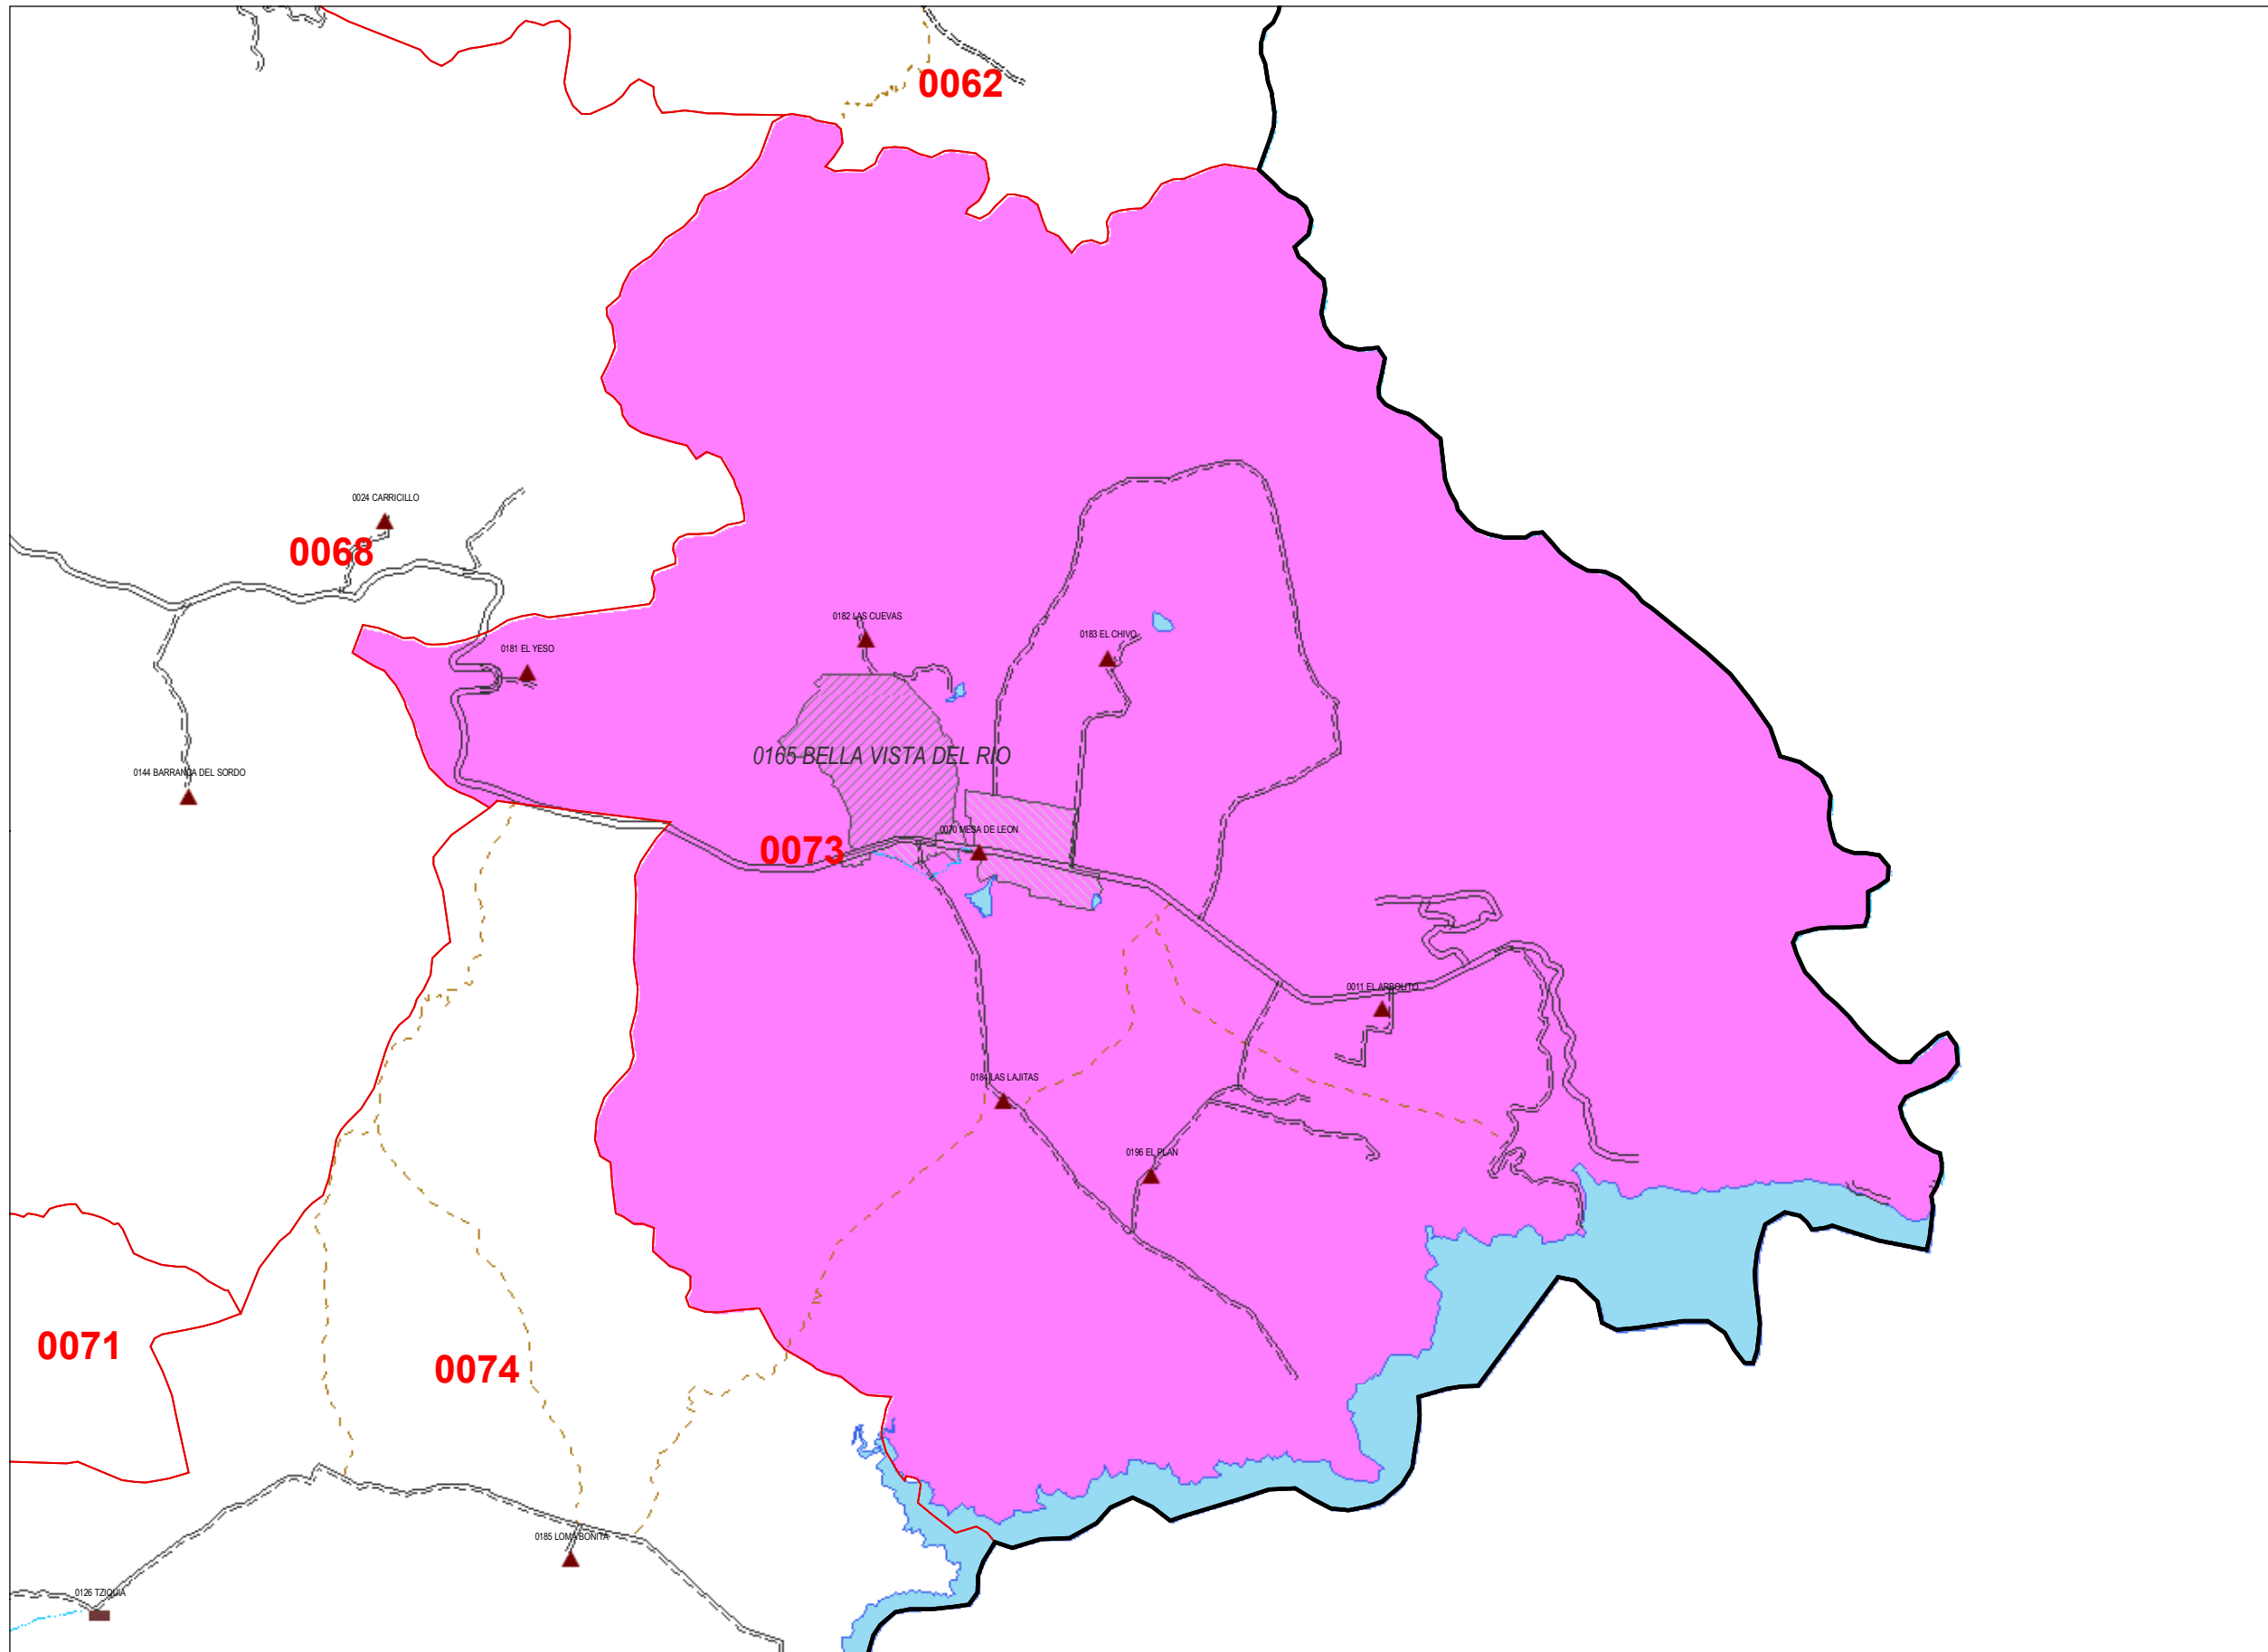 0062
0024 CARRICILLO
0068
0182 LAS CUEVAS
0183 EL CHIVO
0181 EL YESO
0165 BELLA VISTA DEL RIO
0144 BARRANCA DEL SORDO
0070 MESA DE LEON
0073
0011 EL ARBOLITO
0184 LAS LAJITAS
0196 EL PLAN
0071
0074
0185 LOMA BONITA
0126 TZIQUIA